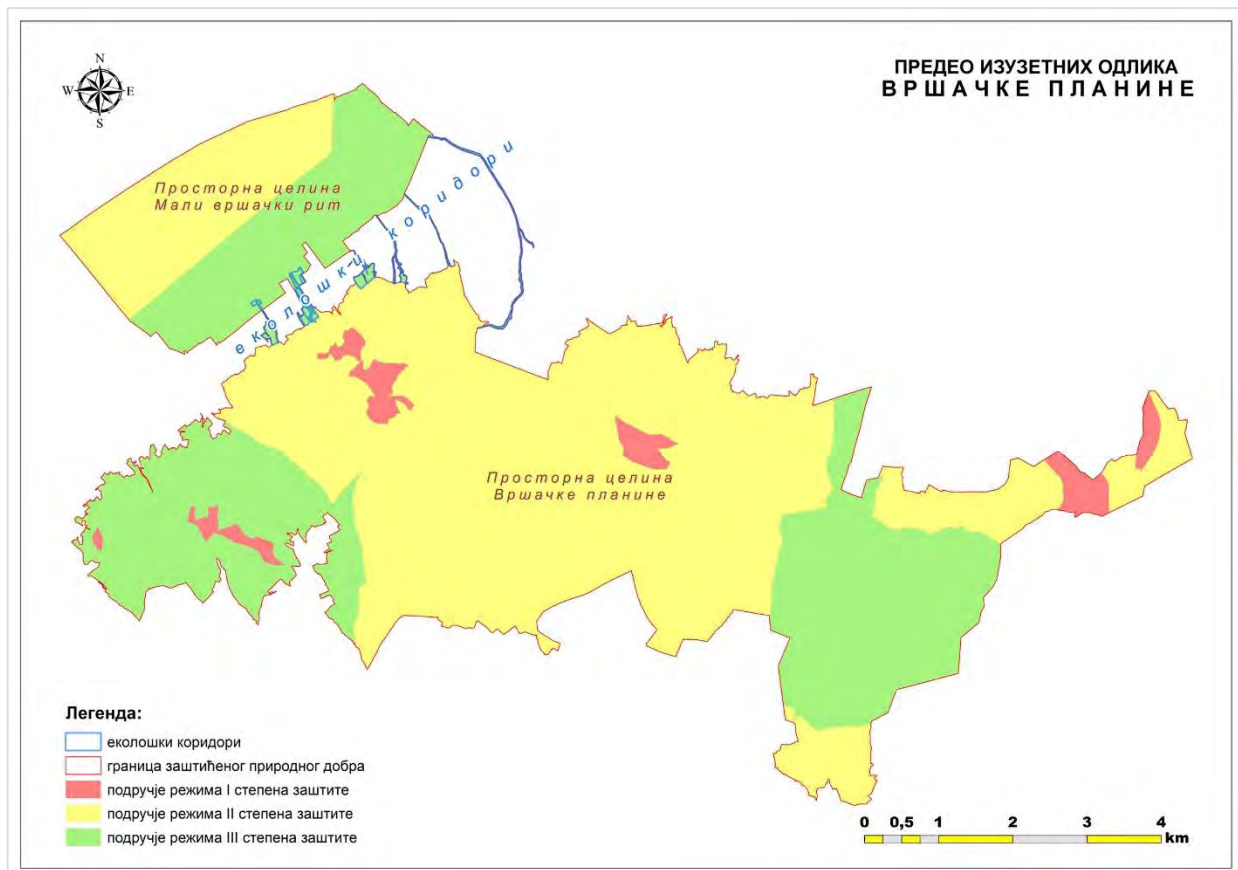 N
W E
S
ПРЕДЕО ИЗУЗЕТНИХ ОДЛИКА
ВРШАЧКЕ ПЛАНИНЕ
Просторна целина
Мали вршачки рит
еколошки коридори
Просторна целина
Вршачке планине
Легенда:
еколошки коридори
граница заштићеног природног добра
подручје режима I степена заштите
подручје режима II степена заштите
подручје режима III степена заштите
0 0,5 1 2 3 4
km